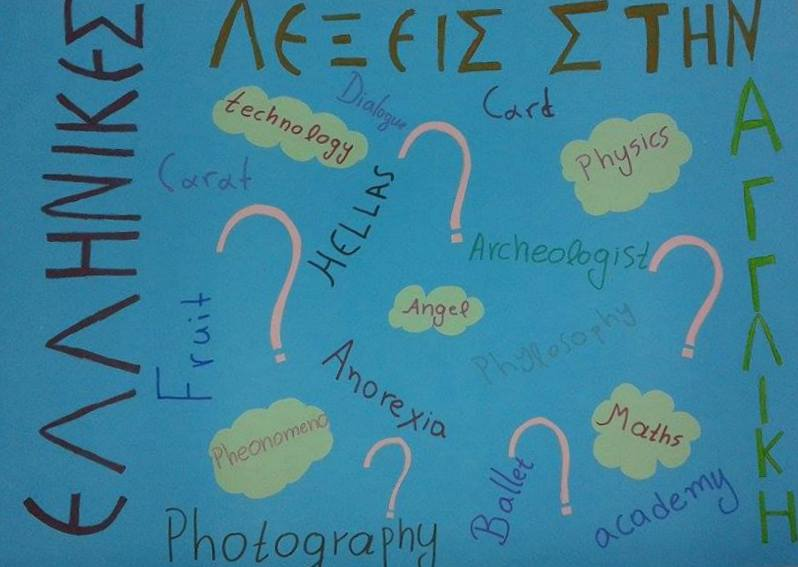 ΕΛΛΗΝΙΚΕΣ
ΛΕΞΕΙΣ ΣΤΗΝ
ΑΓΓΛΙΚΗ
technology
Dialogue
Card
Physics
Carat
HELLAS
Archeologist
Angel
Fruit
Phylosophy
Anorexia
Pheonomeno
Maths
Ballet
academy
Photography